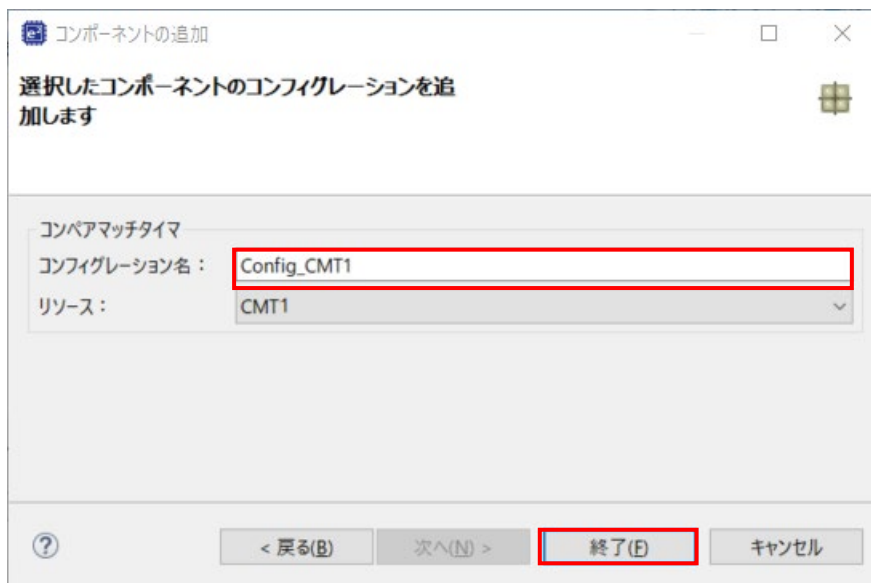 コンポーネントの追加
選択したコンポーネントのコンフィグレーションを追
加します
コンペアマッチタイマ
コンフィグレーション名： Config_CMT1
リソース： CMT1
< 戻る(B) 次へ(N) > 終了(F) キャンセル